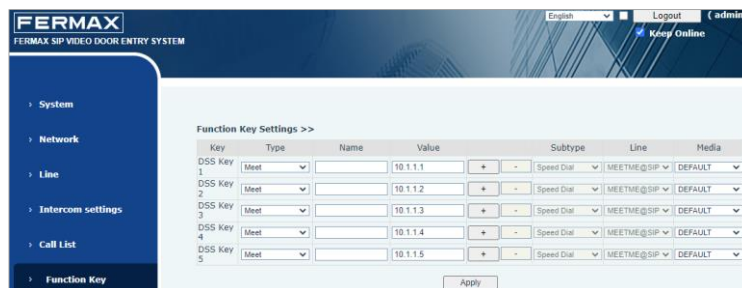 FERMAX
FERMAX SIP VIDEO DOOR ENTRY SYSTEM
English Logout ( admin
Keep Online
› System
› Network
› Line
› Intercom settings
› Call List
› Function Key
Function Key Settings >>
Key Type Name Value Subtype Line Media
DSS Key 1 Meet 10.1.1.1 + - Speed Dial MEETME@SIP DEFAULT
DSS Key 2 Meet 10.1.1.2 + - Speed Dial MEETME@SIP DEFAULT
DSS Key 3 Meet 10.1.1.3 + - Speed Dial MEETME@SIP DEFAULT
DSS Key 4 Meet 10.1.1.4 + - Speed Dial MEETME@SIP DEFAULT
DSS Key 5 Meet 10.1.1.5 + - Speed Dial MEETME@SIP DEFAULT
Apply